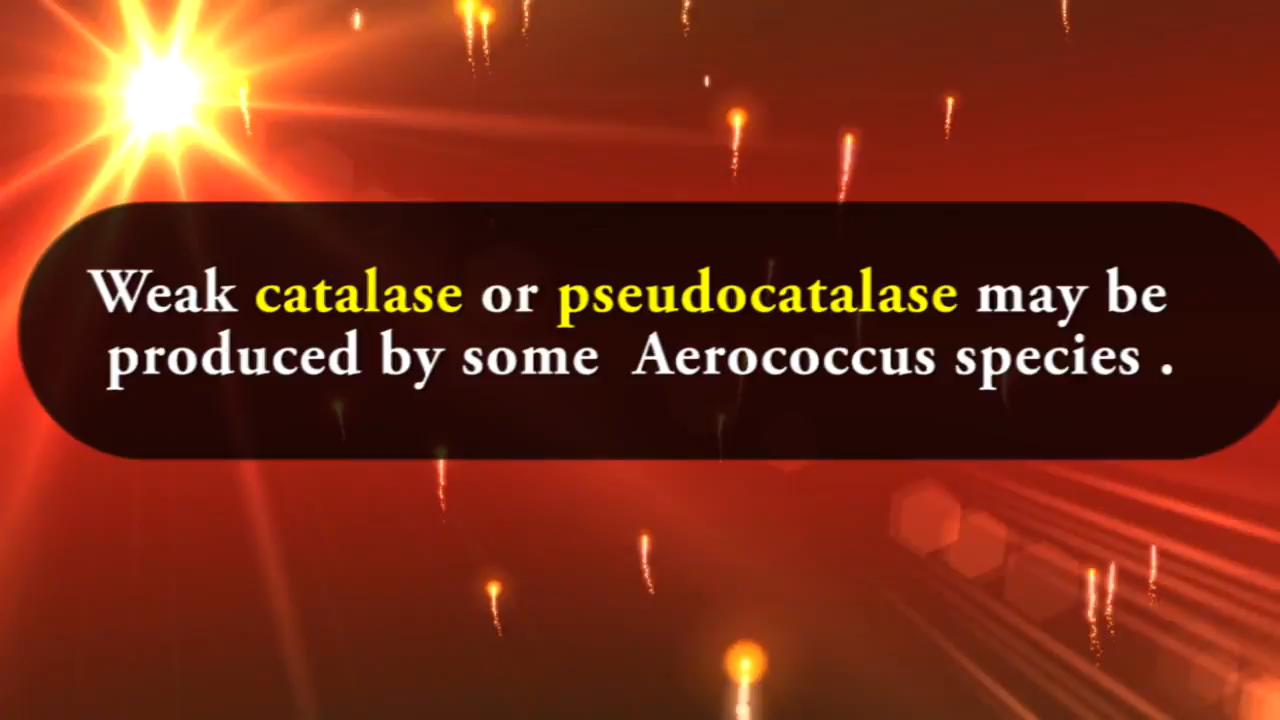 Weak catalase or pseudocatalase may be
produced by some  Aerococcus species .